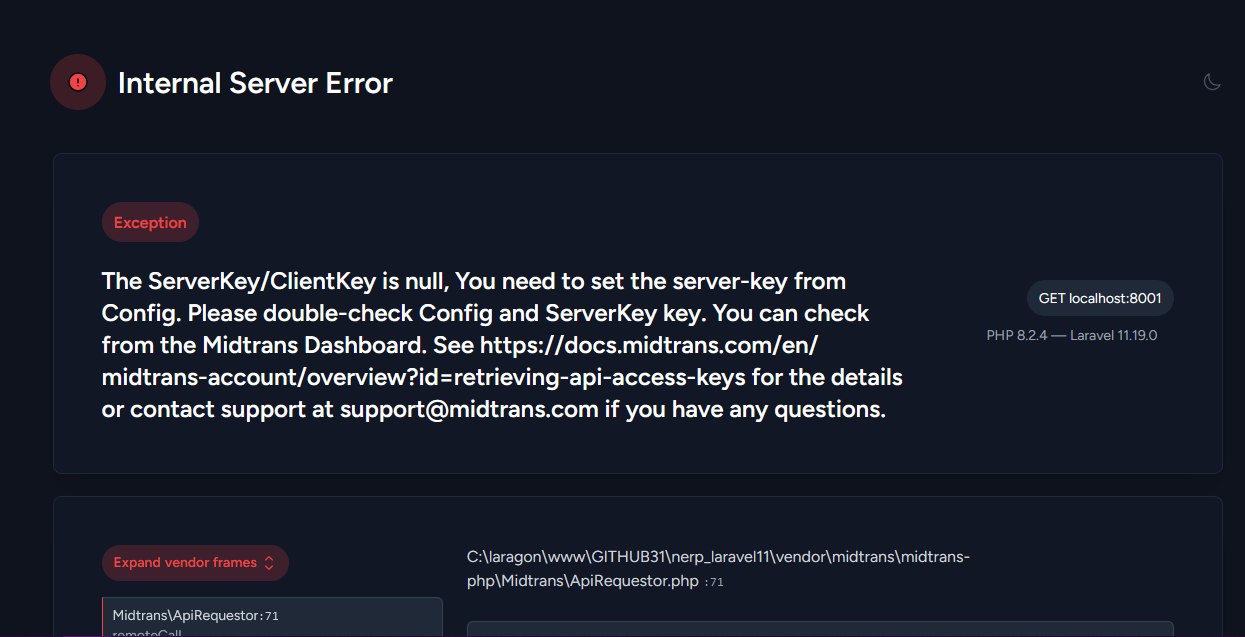 Internal Server Error
Exception
The ServerKey/ClientKey is null, You need to set the server-key from
Config. Please double-check Config and ServerKey key. You can check
from the Midtrans Dashboard. See https://docs.midtrans.com/en/
midtrans-account/overview?id=retrieving-api-access-keys for the details
or contact support at support@midtrans.com if you have any questions.
GET localhost:8001
PHP 8.2.4 — Laravel 11.19.0
Expand vendor frames
Midtrans\ApiRequestor:71
remoteCall
C:\laragon\www\GITHUB31\nerp_laravel11\vendor\midtrans\midtrans-
php\Midtrans\ApiRequestor.php :71